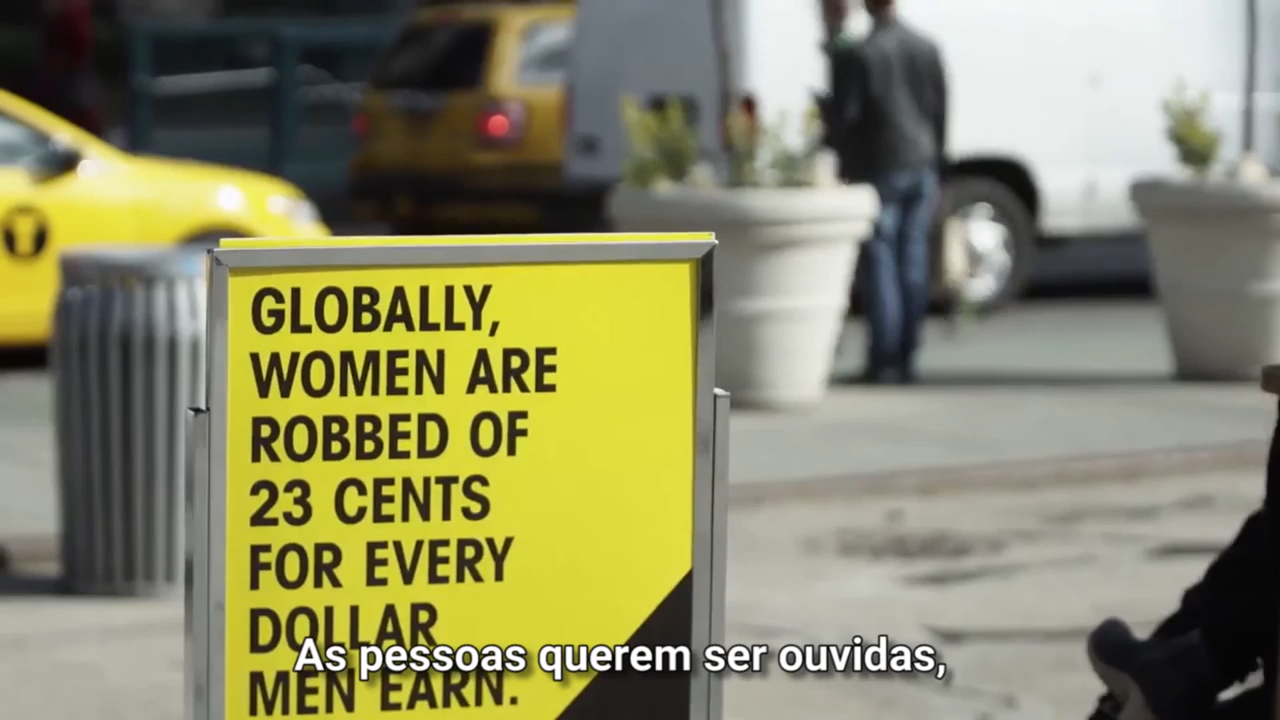 GLOBALLY,
WOMEN ARE
ROBBED OF
23 CENTS
FOR EVERY
DOLLAR
MEN EARN.
As pessoas querem ser ouvidas,